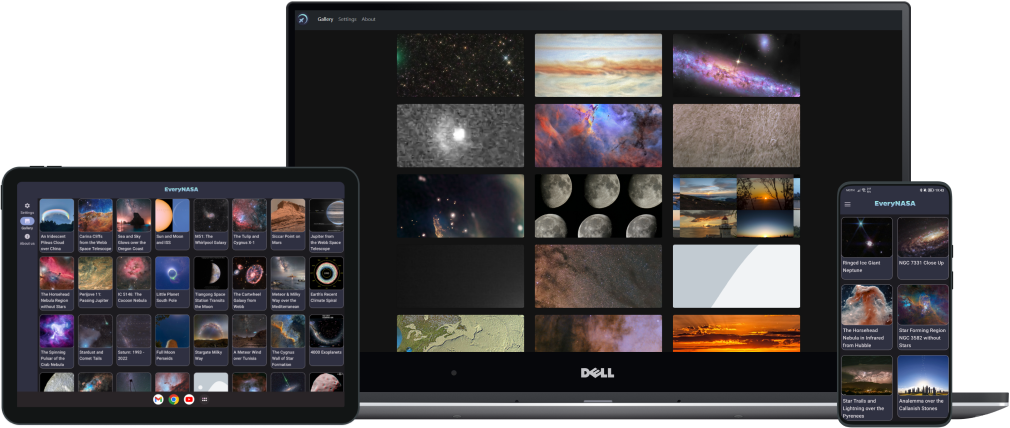 Gallery Settings About
DELL
EveryNASA
Settings
Gallery
About us
An Iridescent
Pileus Cloud
over China
Carina Cliffs
from the Webb
Space Telescope
Sea and Sky
Glows over the
Oregon Coast
Sun and Moon
and ISS
M51: The
Whirlpool Galaxy
The Tulip and
Cygnus X-1
Saturn Point on
Mars
Jupiter from
the Webb Space
Telescope
The Horsehead
Nebula Region
without Stars
Perijove 11:
Passing Jupiter
IC 5146: The
Cocoon Nebula
Little Planet
South Pole
Tiangong Space
Station Transits
the Moon
The Cartwheel
Galaxy from
Webb
Meteor & Milky
Way over the
Mediterranean
Earth's Recent
Climate Spiral
The Spinning
Pulsar of the
Crab Nebula
Stardust and
Comet Tails
Saturn: 1993 -
2022
Full Moon
Perseids
Stargate Milky
Way
A Meteor Wind
over Tunisia
The Cygnus
Wall of Star
Formation
4000 Exoplanets
EveryNASA
Ringed Ice Giant
Neptune
NGC 7331 Close Up
The Horsehead
Nebula in Infrared
from Hubble
Star Forming Region
NGC 3582 without
Stars
Star Trails and
Lightning over the
Pyrenees
Analemma over the
Callanish Stones